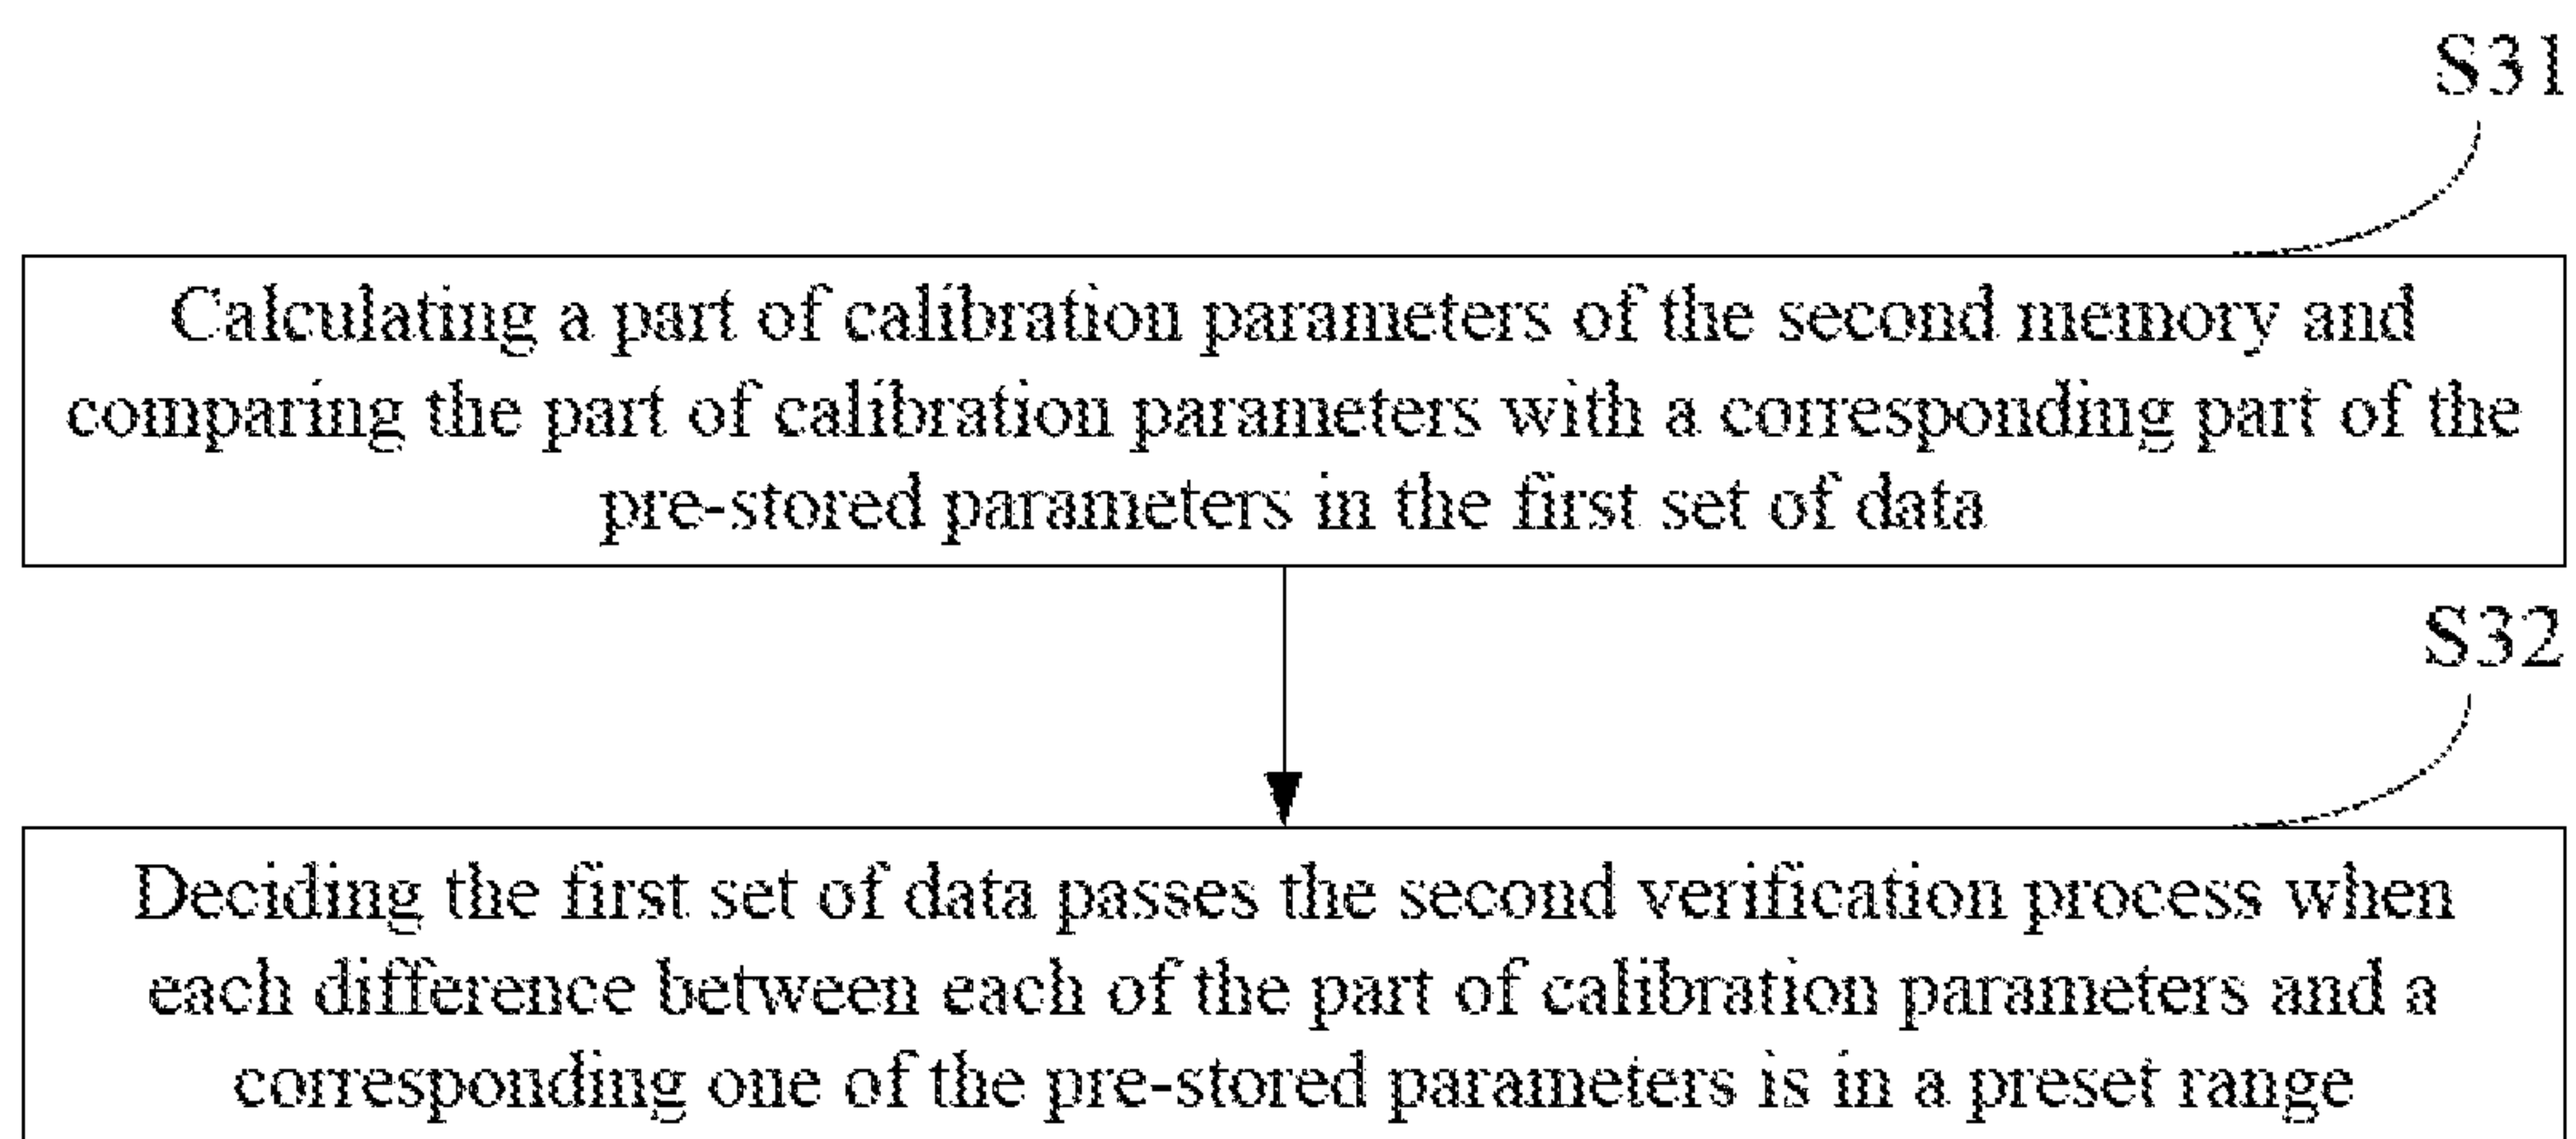 S31
Calculating a part of calibration parameters of the second memory and
comparing the part of calibration parameters with a corresponding part of the
pre-stored parameters in the first set of data
S32
Deciding the first set of data passes the second verification process when
each difference between each of the part of calibration parameters and a
corresponding one of the pre-stored parameters is in a preset range